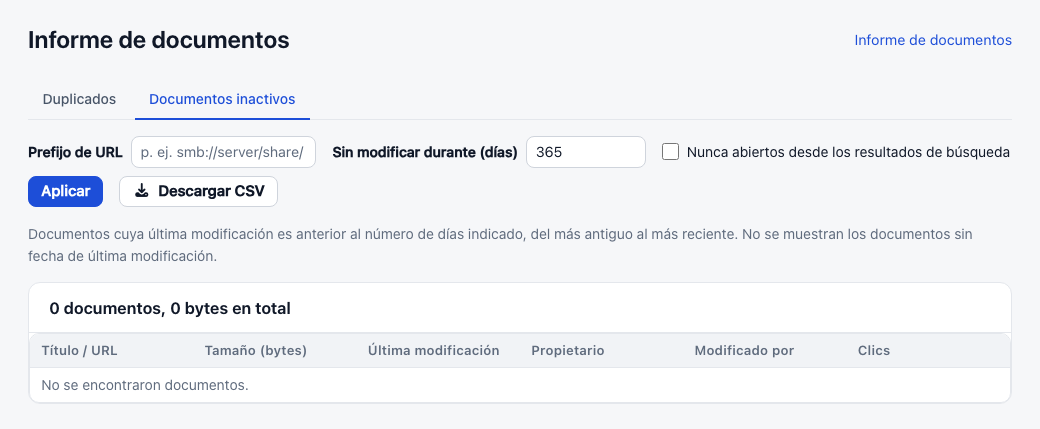 Informe de documentos
Informe de documentos
Duplicados
Documentos inactivos
Prefijo de URL
p. ej. smb://server/share/
Sin modificar durante (días)
365
Nunca abiertos desde los resultados de búsqueda
Aplicar
Descargar CSV
Documentos cuya última modificación es anterior al número de días indicado, del más antiguo al más reciente. No se muestran los documentos sin
fecha de última modificación.
0 documentos, 0 bytes en total
Título / URL
Tamaño (bytes)
Última modificación
Propietario
Modificado por
Clics
No se encontraron documentos.